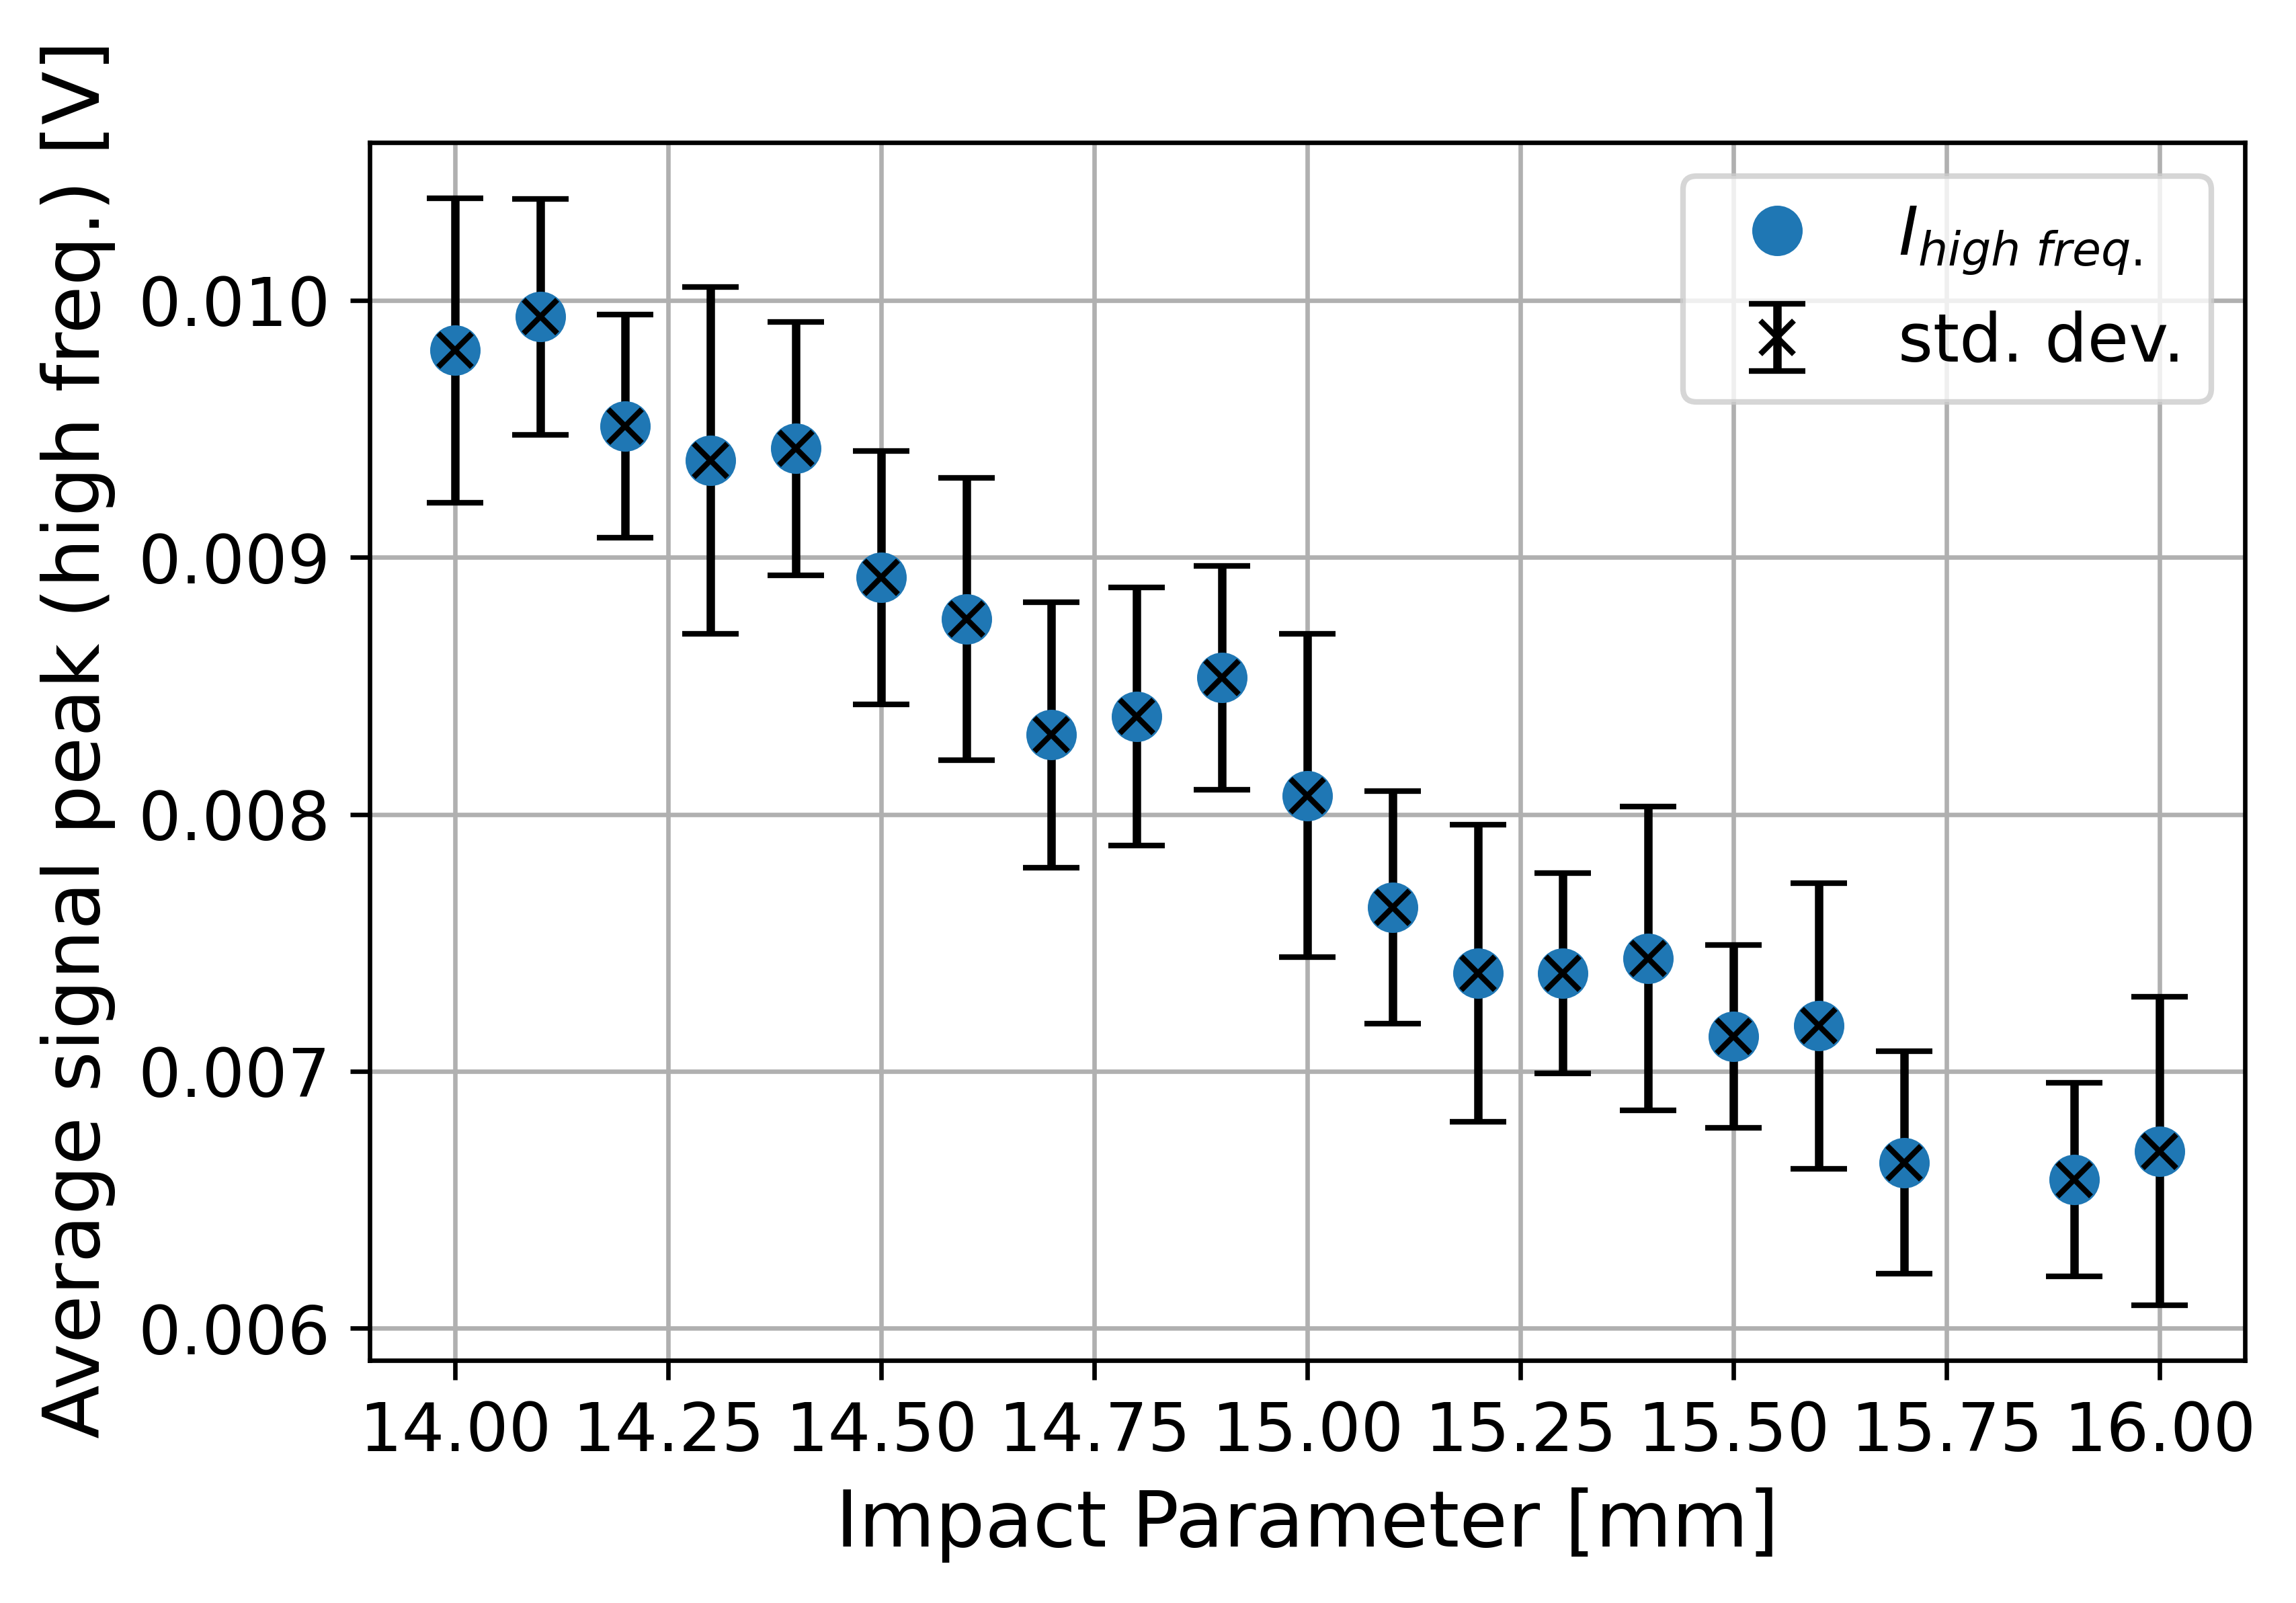 Average signal peak (high freq.) [V]
0.010
0.009
0.008
0.007
0.006
I_high freq.
std. dev.
14.00 14.25 14.50 14.75 15.00 15.25 15.50 15.75 16.00
Impact Parameter [mm]